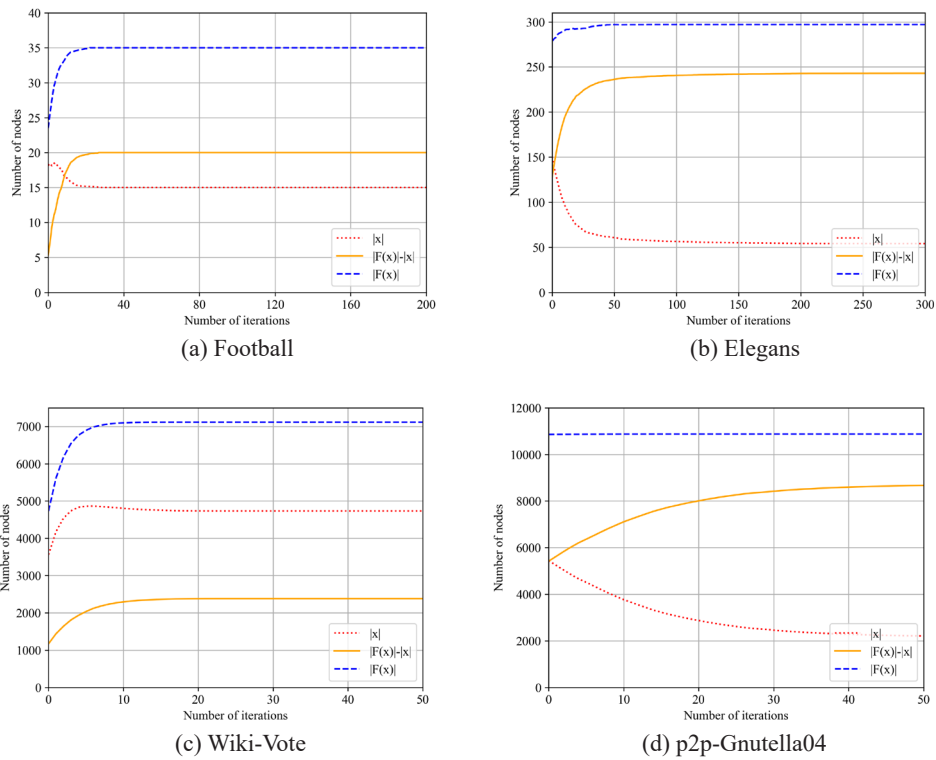 40
35
30
25
20
15
10
5
0
Number of nodes
0 40 80 120 160 200
Number of iterations
|x|
|F(x)|-|x|
|F(x)|
(a) Football
300
250
200
150
100
50
0
Number of nodes
0 50 100 150 200 250 300
Number of iterations
|x|
|F(x)|-|x|
|F(x)|
(b) Elegans
7000
6000
5000
4000
3000
2000
1000
0
Number of nodes
0 10 20 30 40 50
Number of iterations
|x|
|F(x)|-|x|
|F(x)|
(c) Wiki-Vote
12000
10000
8000
6000
4000
2000
0
Number of nodes
0 10 20 30 40 50
Number of iterations
|x|
|F(x)|-|x|
|F(x)|
(d) p2p-Gnutella04